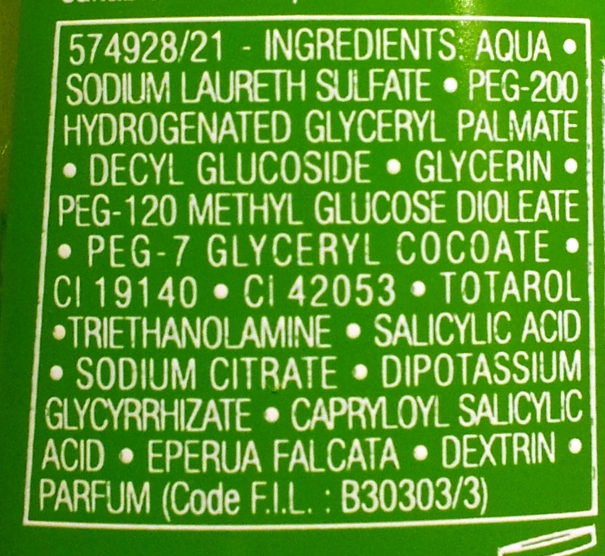 574928/21 - INGREDIENTS: AQUA •
SODIUM LAURETH SULFATE • PEG-200
HYDROGENATED GLYCERYL PALMATE
• DECYL GLUCOSIDE • GLYCERIN •
PEG-120 METHYL GLUCOSE DIOLEATE
• PEG-7 GLYCERYL COCOATE •
CI 19140 • CI 42053 • TOTAROL
•TRIETHANOLAMINE • SALICYLIC ACID
• SODIUM CITRATE • DIPOTASSIUM
GLYCYRRHIZATE • CAPRYLOYL SALICYLIC
ACID • EPERUA FALCATA • DEXTRIN •
PARFUM (Code F.I.L. : B30303/3)